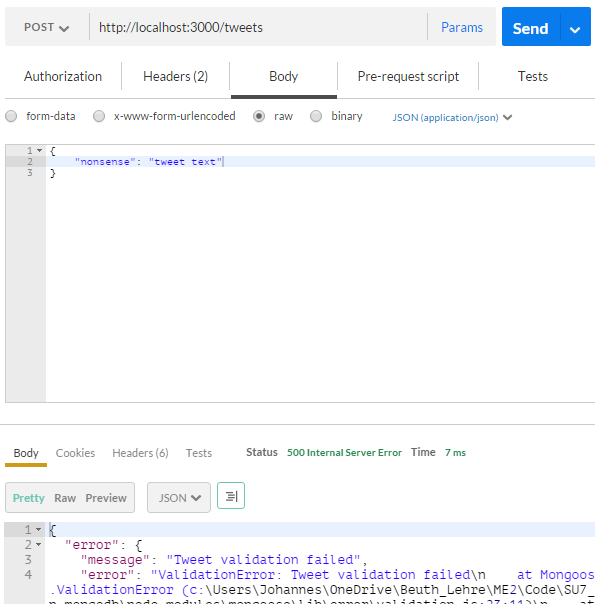 POST http://localhost:3000/tweets Params Send
Authorization Headers (2) Body Pre-request script Tests
form-data x-www-form-urlencoded raw binary JSON (application/json)
1 {
2 "nonsense": "tweet text"
3 }
Body Cookies Headers (6) Tests Status 500 Internal Server Error Time 7 ms
Pretty Raw Preview JSON
1 {
2 "error": {
3 "message": "Tweet validation failed",
4 "error": "ValidationError: Tweet validation failed\n    at Mongoos
.ValidationError (c:\Users\Johannes\OneDrive\Beuth_Lehre\ME2\Code\SU7_
n-mongodb\node_modules\mongoose\lib\error\validation.js:23:11)\n    at